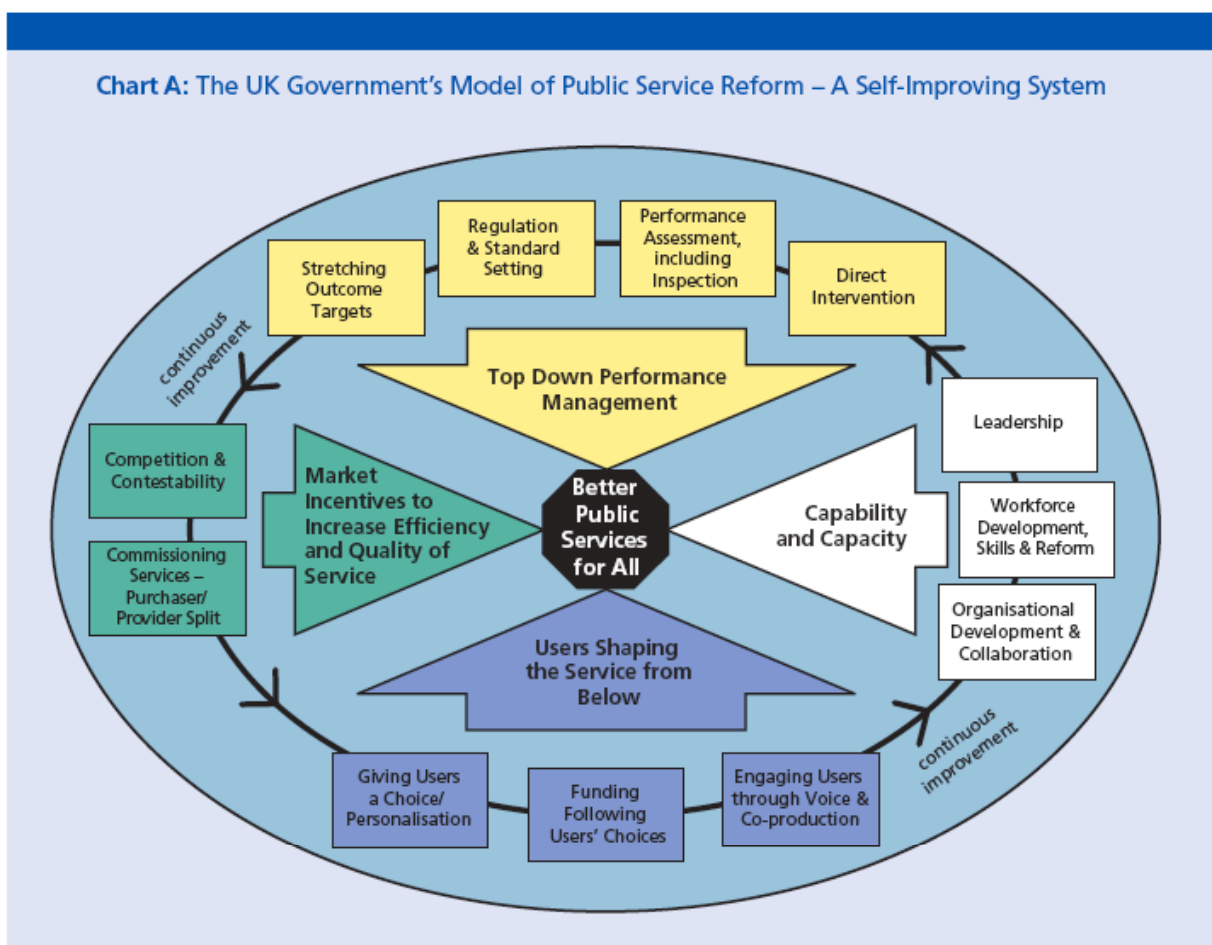 Chart A: The UK Government's Model of Public Service Reform – A Self-Improving System
Regulation
& Standard
Setting
Performance
Assessment,
including
Inspection
Stretching
Outcome
Targets
Direct
Intervention
continuous
improvement
Top Down Performance
Management
Leadership
Competition &
Contestability
Market
Incentives to
Increase Efficiency
and Quality of
Service
Better
Public
Services
for All
Capability
and Capacity
Workforce
Development,
Skills & Reform
Commissioning
Services –
Purchaser/
Provider Split
Organisational
Development &
Collaboration
Users Shaping
the Service from
Below
continuous
improvement
Giving Users
a Choice/
Personalisation
Funding
Following
Users' Choices
Engaging Users
through Voice &
Co-production